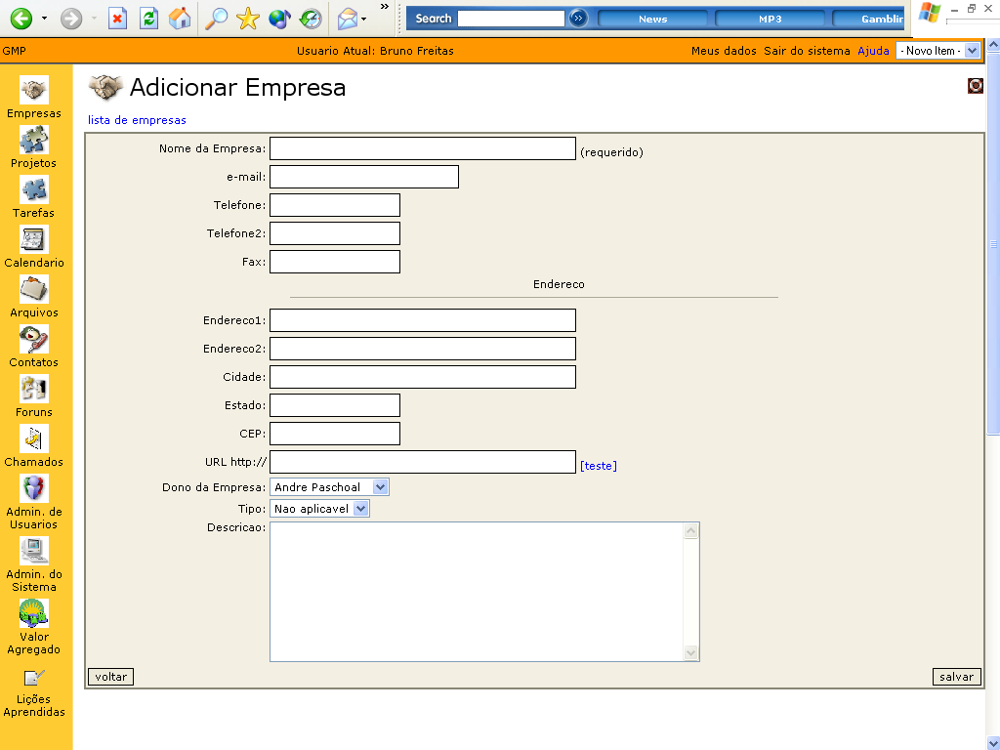 Search News MP3 Gamblin
GMP Usuario Atual: Bruno Freitas Meus dados Sair do sistema Ajuda - Novo Item -
Adicionar Empresa
lista de empresas
Empresas
Projetos
Tarefas
Calendario
Arquivos
Contatos
Foruns
Chamados
Admin. de
Usuarios
Admin. do
Sistema
Valor
Agregado
Lições
Aprendidas
Nome da Empresa: (requerido)
e-mail:
Telefone:
Telefone2:
Fax:
Endereco
Endereco1:
Endereco2:
Cidade:
Estado:
CEP:
URL http:// [teste]
Dono da Empresa: Andre Paschoal
Tipo: Nao aplicavel
Descricao:
voltar salvar